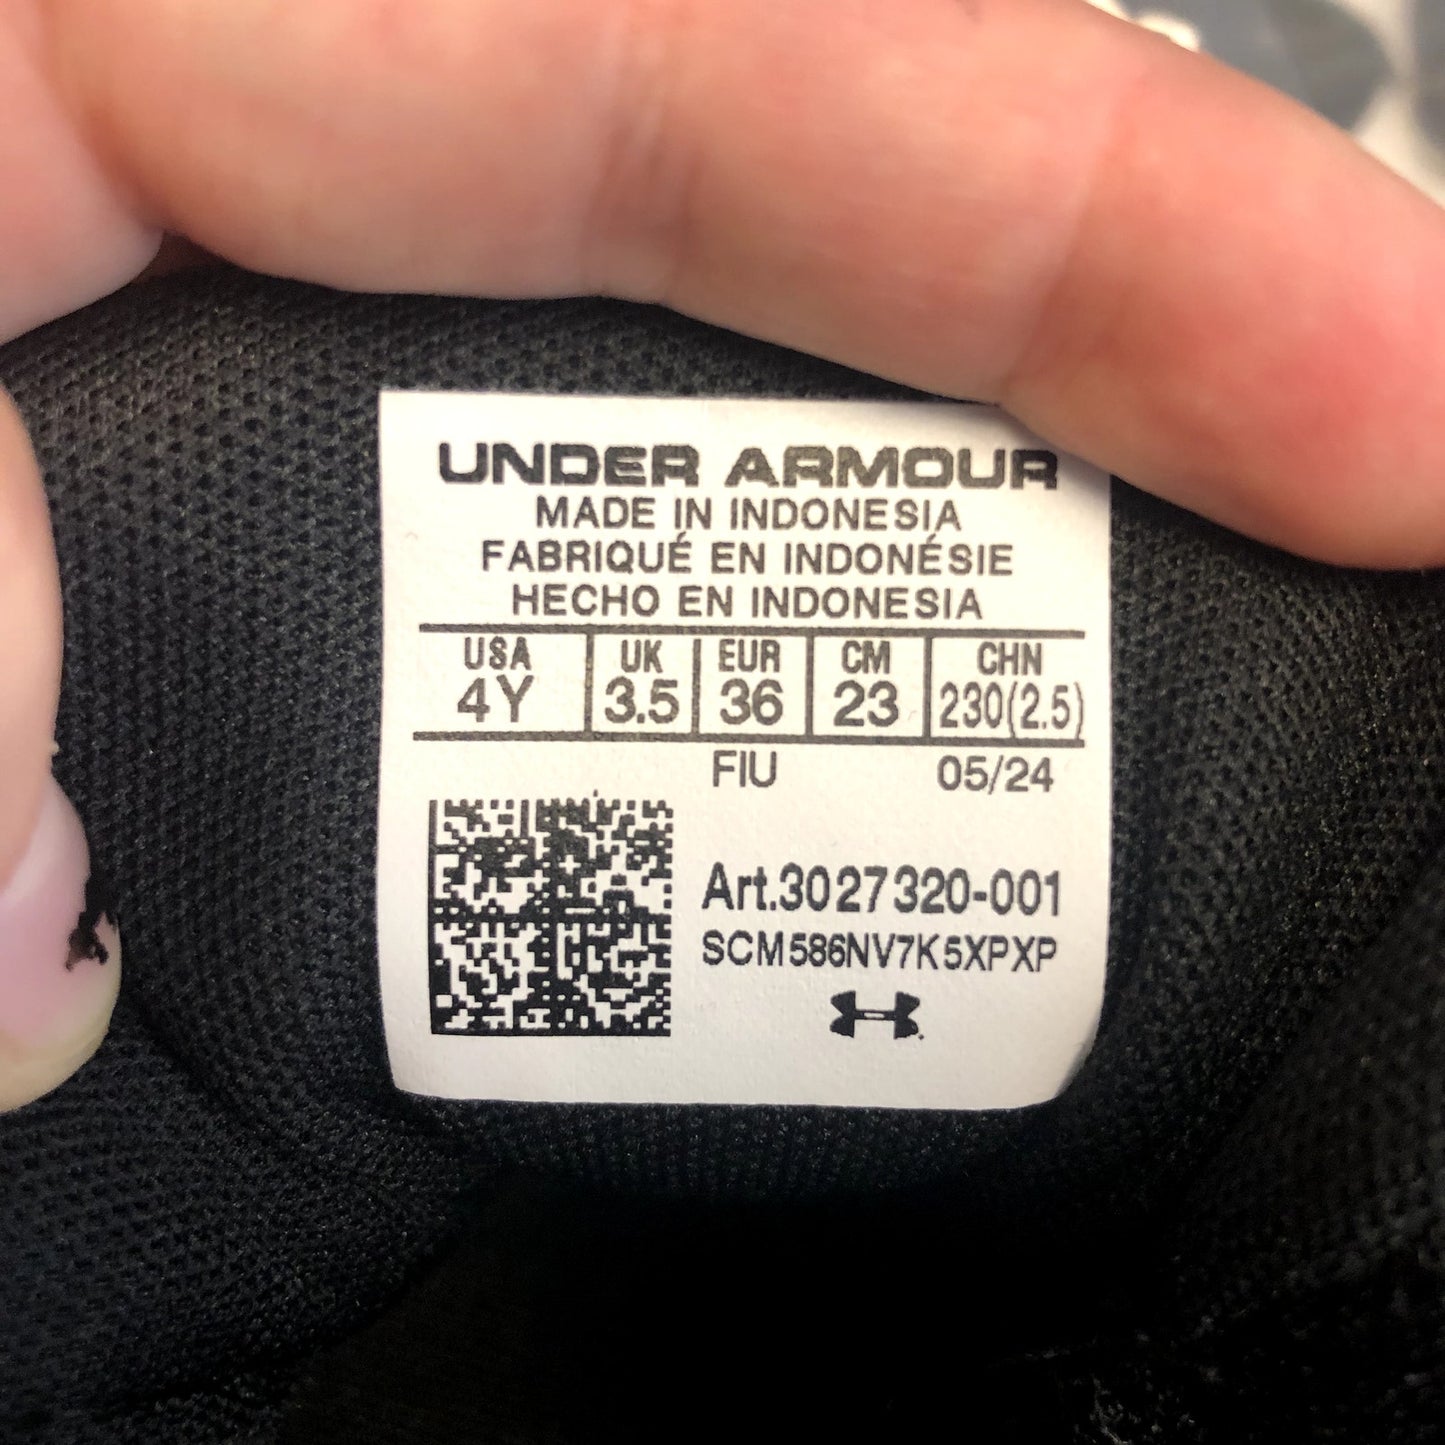 UNDER ARMOUR
MADE IN INDONESIA
FABRIQUÉ EN INDONÉSIE
HECHO EN INDONESIA
USA UK EUR CM CHN
4Y 3.5 36 23 230(2.5)
FIU 05/24
Art.3027320-001
SCM586NV7K5XPXP